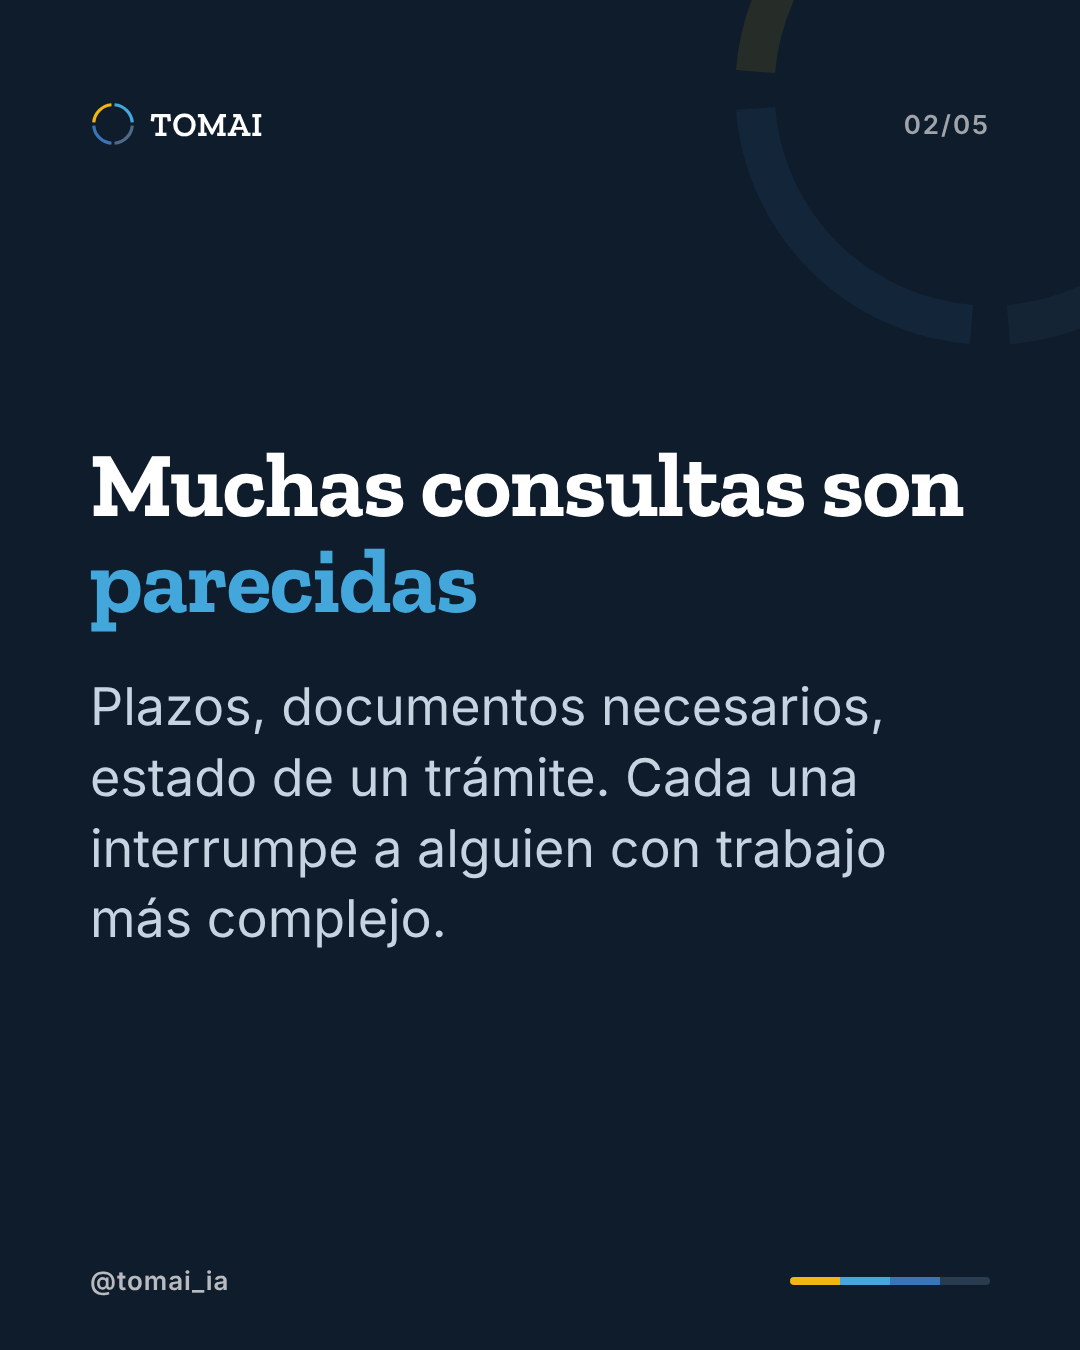 TOMAI
02/05
Muchas consultas son
parecidas
Plazos, documentos necesarios,
estado de un trámite. Cada una
interrumpe a alguien con trabajo
más complejo.
@tomai_ia